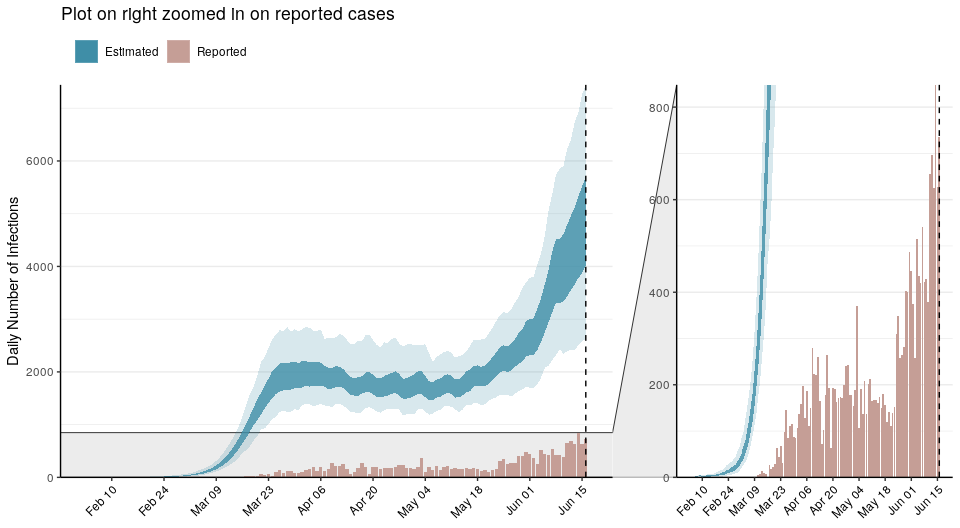 Plot on right zoomed in on reported cases
Estimated Reported
Daily Number of Infections
6000
4000
2000
0
Feb 10 Feb 24 Mar 09 Mar 23 Apr 06 Apr 20 May 04 May 18 Jun 01 Jun 15
800
600
400
200
0
Feb 10 Feb 24 Mar 09 Mar 23 Apr 06 Apr 20 May 04 May 18 Jun 01 Jun 15